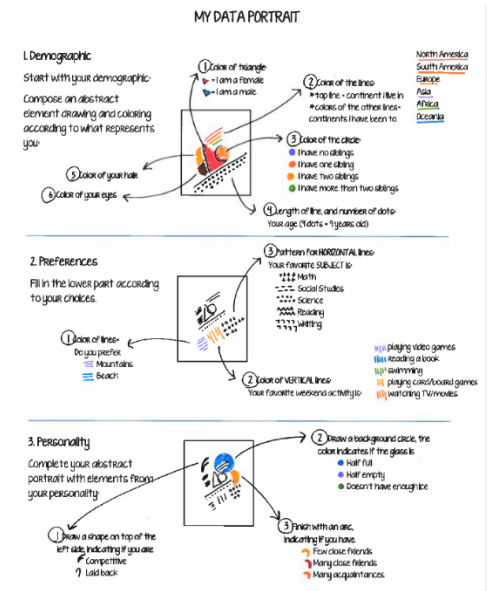 MY DATA PORTRAIT
1. Demographic
Start with your demographic.
Compose an abstract
element drawing and coloring
according to what represents
you.
1 Color of triangle:
= I am a female
= I am a male
2 Color of the lines:
*top line = continent I live in
*colors of the other lines=
continents I have been to
North America
South America
Europe
Asia
Africa
Oceania
3 Color of the circle:
I have no siblings
I have one sibling
I have two siblings
I have more than two siblings
5 Color of your hair
6 Color of your eyes
4 Length of line, and number of dots:
Your age (9 dots = 9 years old)
2. Preferences
Fill in the lower part according
to your choices.
3 Pattern for HORIZONTAL lines:
Your favorite SUBJECT is:
Math
Social Studies
Science
Reading
Writing
1 Color of lines:
Do you prefer
Mountains
Beach
2 Color of VERTICAL lines:
Your favorite weekend activity is:
playing video games
Reading a book
swimming
playing card/board games
watching TV/movies
3. Personality
Complete your abstract
portrait with elements from
your personality:
2 Draw a background circle, the
color indicates if the glass is
Half full
Half empty
Doesn't have enough ice
1 Draw a shape on top of the
left side, indicating if you are
Competitive
Laid back
3 Finish with an arc,
indicating if you have
Few close friends
Many close friends
Many acquaintances